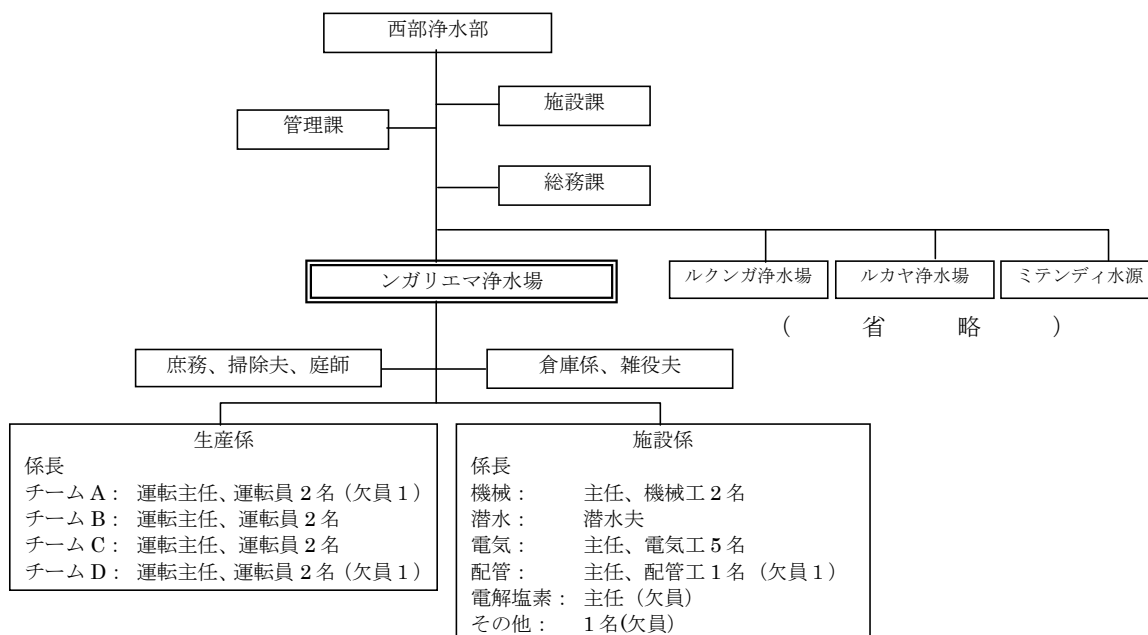 西部浄水部
施設課
管理課
総務課
ンガリエマ浄水場
ルクンガ浄水場
ルカヤ浄水場
ミテンディ水源
( 省 略 )
庶務、掃除夫、庭師
倉庫係、雑役夫
生産係
係長
チーム A： 運転主任、運転員 2 名（欠員 1）
チーム B： 運転主任、運転員 2 名
チーム C： 運転主任、運転員 2 名
チーム D： 運転主任、運転員 2 名（欠員 1）
施設係
係長
機械： 主任、機械工 2 名
潜水： 潜水夫
電気： 主任、電気工 5 名
配管： 主任、配管工 1 名（欠員 1）
電解塩素： 主任（欠員）
その他： 1 名(欠員）